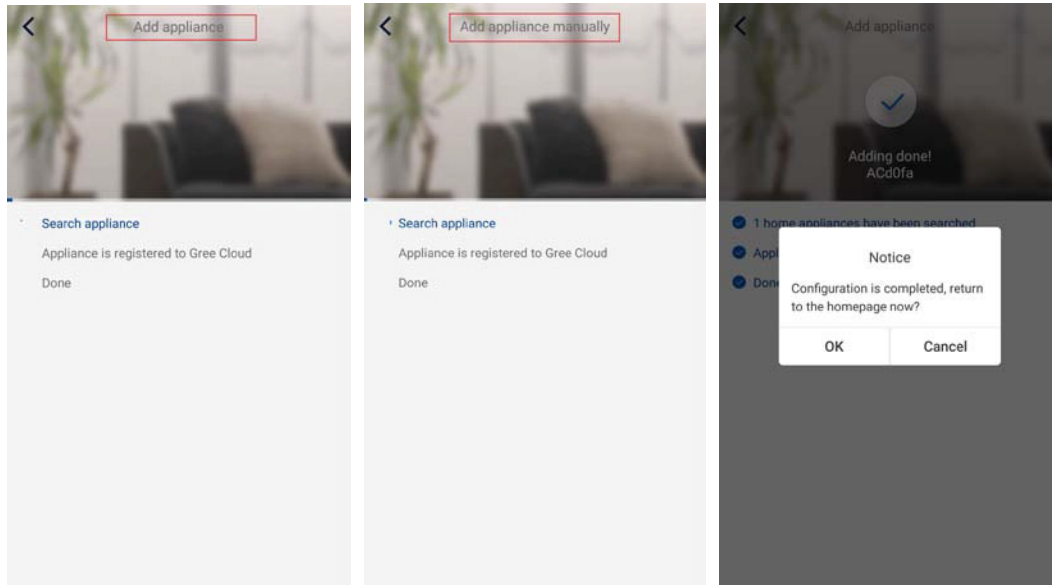 Add appliance
Search appliance
Appliance is registered to Gree Cloud
Done
Add appliance manually
Search appliance
Appliance is registered to Gree Cloud
Done
Add appliance
Adding done!
ACd0fa
1 home appliances have been searched
Notice
Configuration is completed, return
to the homepage now?
OK
Cancel